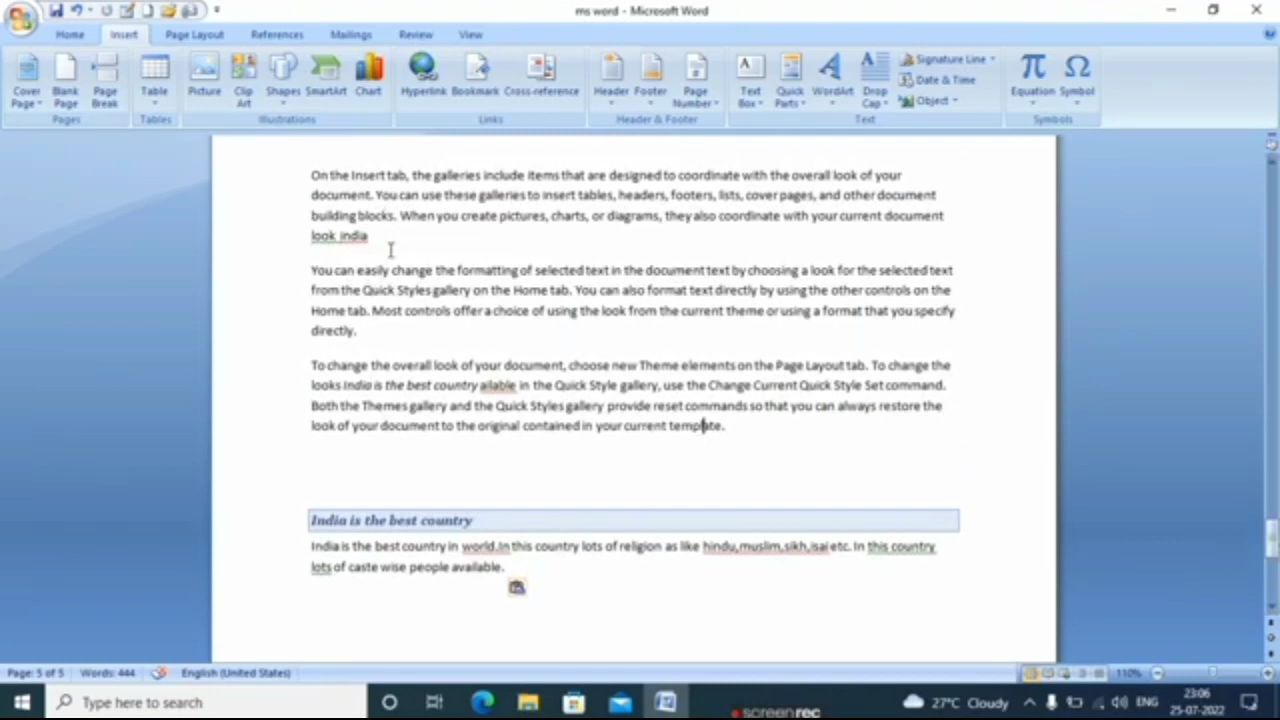 ms word - Microsoft Word
Home Insert Page Layout References Mailings Review View
Cover Page Blank Page Page Break Table Picture Clip Art Shapes SmartArt Chart Hyperlink Bookmark Cross-reference Header Footer Page Number Text Box Quick Parts WordArt Drop Cap Signature Line Date & Time Object Equation Symbol
Pages Tables Illustrations Links Header & Footer Text Symbols
On the Insert tab, the galleries include items that are designed to coordinate with the overall look of your
document. You can use these galleries to insert tables, headers, footers, lists, cover pages, and other document
building blocks. When you create pictures, charts, or diagrams, they also coordinate with your current document
look india
You can easily change the formatting of selected text in the document text by choosing a look for the selected text
from the Quick Styles gallery on the Home tab. You can also format text directly by using the other controls on the
Home tab. Most controls offer a choice of using the look from the current theme or using a format that you specify
directly.
To change the overall look of your document, choose new Theme elements on the Page Layout tab. To change the
looks India is the best country ailable in the Quick Style gallery, use the Change Current Quick Style Set command.
Both the Themes gallery and the Quick Styles gallery provide reset commands so that you can always restore the
look of your document to the original contained in your current template.
India is the best country
India is the best country in world.In this country lots of religion as like hindu,muslim,sikh,isai etc. In this country
lots of caste wise people available.
Page: 5 of 5 Words: 444 English (United States) 110%
Type here to search 27°C Cloudy ENG 23:06
25-07-2022
screenrec